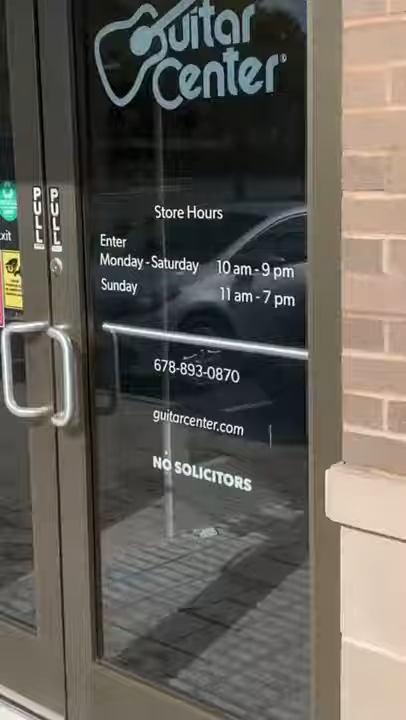 Guitar
Center®
Store Hours
Enter
Monday-Saturday 10 am - 9 pm
Sunday 11 am - 7 pm
678-893-0870
guitarcenter.com
NO SOLICITORS
PULL
PULL
xit